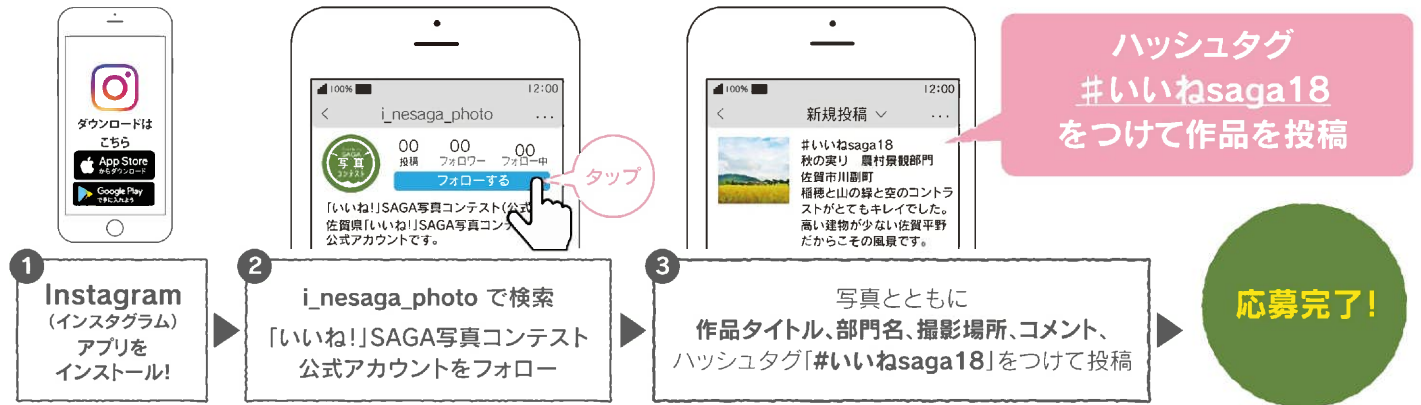 ダウンロードは
こちら
App Store
からダウンロード
Google Play
で手に入れよう
100%
12:00
i_nesaga_photo
...
SAGA
写真
コンテスト
00
投稿
00
フォロワー
00
フォロー中
フォローする
タップ
「いいね!」SAGA写真コンテスト(公式
佐賀県「いいね!」SAGA写真コンテ
公式アカウントです。
100%
12:00
新規投稿
...
#いいねsaga18
秋の実り 農村景観部門
佐賀市川副町
稲穂と山の緑と空のコントラ
ストがとてもキレイでした。
高い建物が少ない佐賀平野
だからこその風景です。
ハッシュタグ
#いいねsaga18
をつけて作品を投稿
1
Instagram
(インスタグラム)
アプリを
インストール!
2
i_nesaga_photo で検索
「いいね!」SAGA写真コンテスト
公式アカウントをフォロー
3
写真とともに
作品タイトル、部門名、撮影場所、コメント、
ハッシュタグ「#いいねsaga18」をつけて投稿
応募完了!